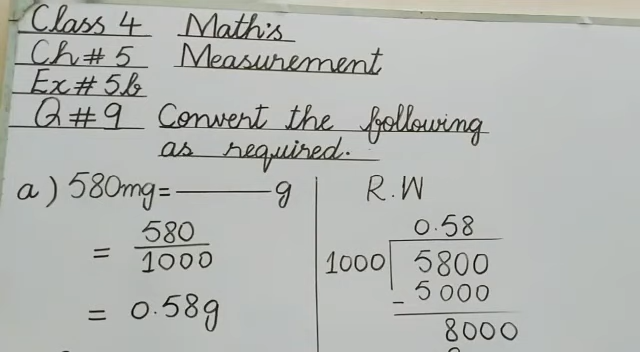 Class 4 Math's
Ch # 5 Measurement
Ex # 5b
Q # 9 Convert the following
as required.
a) 580mg = ——— g
= 580/1000
= 0.58g
R.W
0.58
1000 5800
- 5000
8000